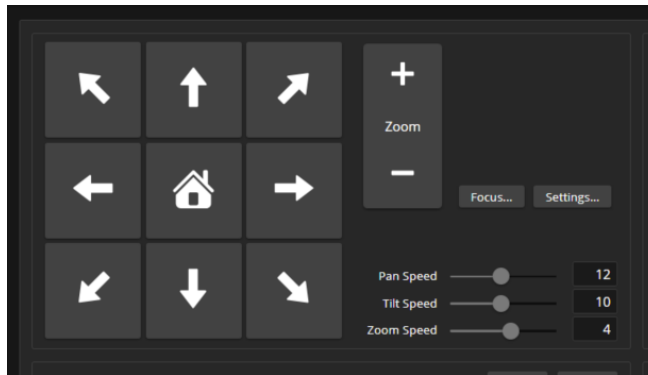 Zoom
Focus...
Settings...
Pan Speed 12
Tilt Speed 10
Zoom Speed 4